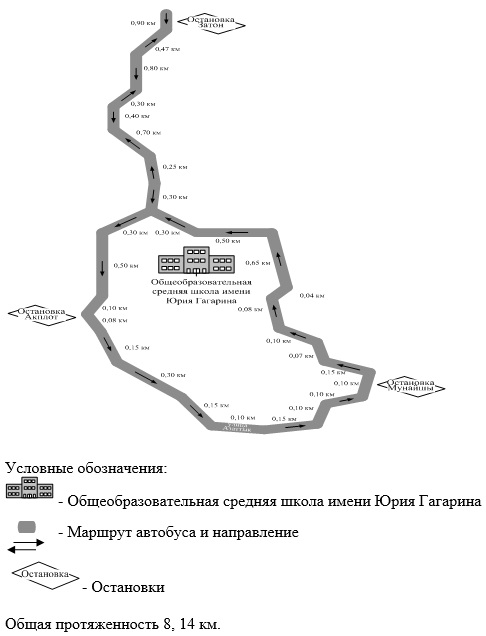 0,90 км
Остановка
Затон
0,47 км
0,80 км
0,30 км
0,40 км
0,70 км
0,25 км
0,30 км
0,30 км
0,30 км
0,50 км
0,50 км
0,65 км
Общеобразовательная
средняя школа имени
Юрия Гагарина
0,04 км
0,10 км
0,08 км
Остановка
Акплот
0,08 км
0,15 км
0,10 км
0,07 км
0,30 км
0,15 км
0,10 км
Остановка
Мунайшы
0,10 км
0,15 км
0,10 км
0,10 км
0,15 км
Условные обозначения:
- Общеобразовательная средняя школа имени Юрия Гагарина
- Маршрут автобуса и направление
Остановка
- Остановки
Общая протяженность 8, 14 км.